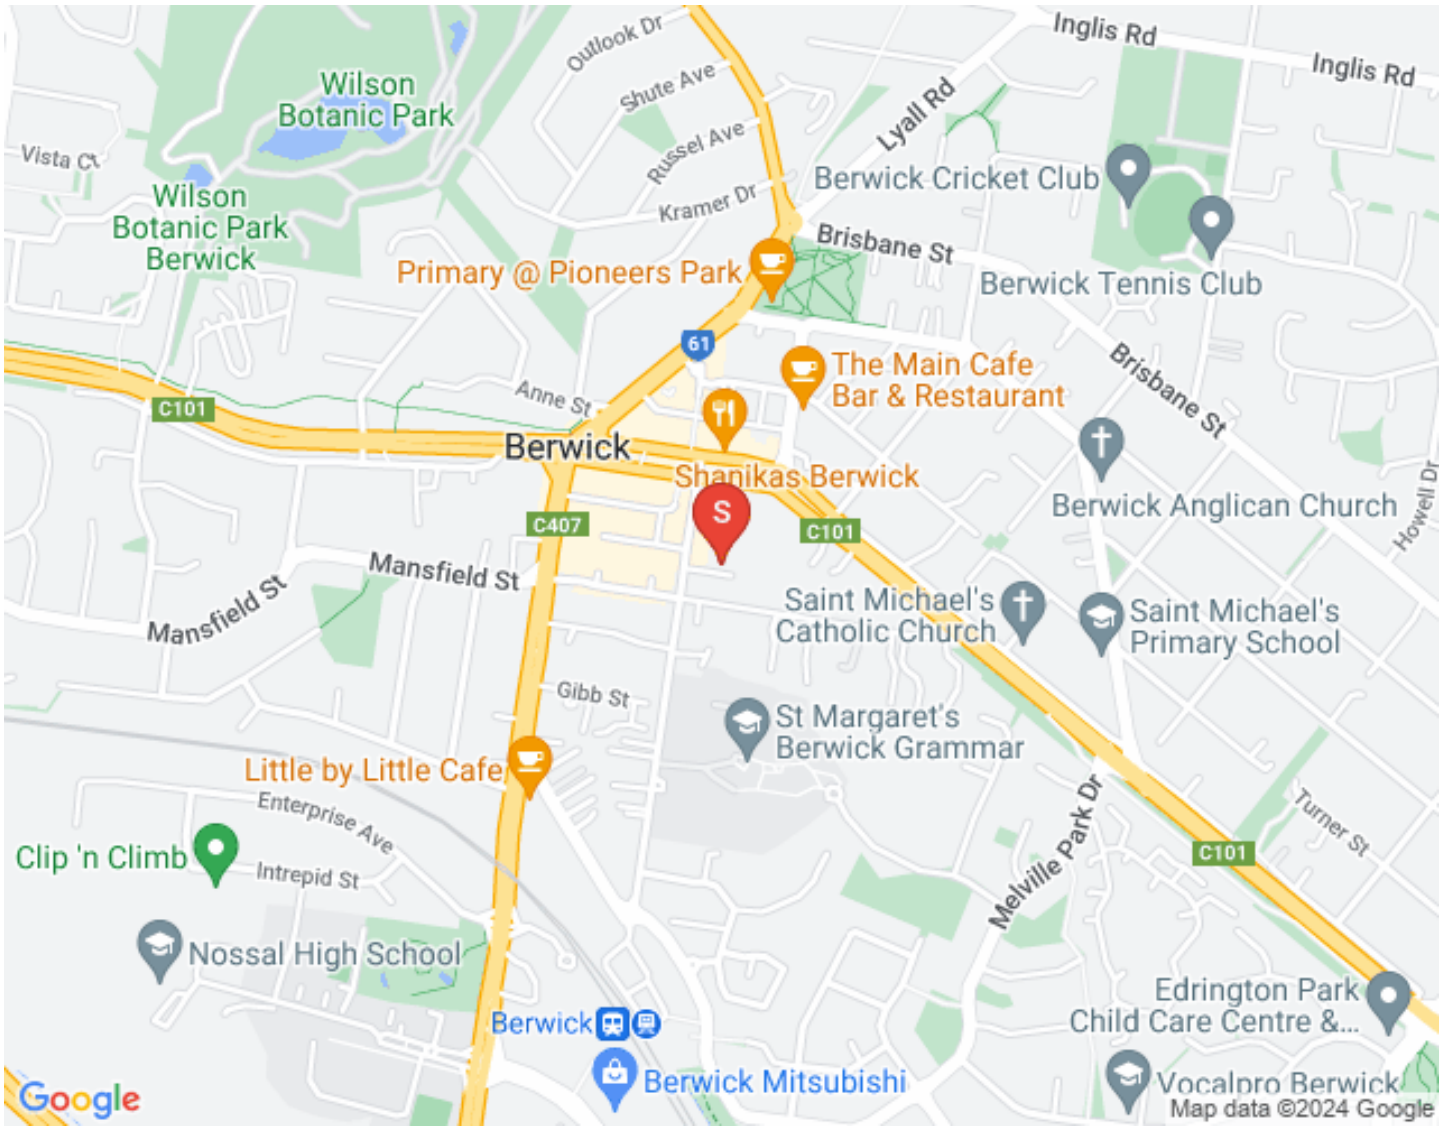 Outlook Dr
Inglis Rd
Inglis Rd
Wilson
Botanic Park
Shute Ave
Lyall Rd
Russel Ave
Vista Ct
Berwick Cricket Club
Wilson
Botanic Park
Berwick
Kramer Dr
Brisbane St
Primary @ Pioneers Park
Berwick Tennis Club
61
The Main Cafe
Bar & Restaurant
Brisbane St
Anne St
C101
Berwick
Shanikas Berwick
Berwick Anglican Church
Howell Dr
S
C407
C101
Mansfield St
Mansfield St
Saint Michael's
Catholic Church
Saint Michael's
Primary School
Gibb St
St Margaret's
Berwick Grammar
Little by Little Cafe
Enterprise Ave
Melville Park Dr
Turner St
Clip 'n Climb
C101
Intrepid St
Nossal High School
Edrington Park
Child Care Centre &...
Berwick
Berwick Mitsubishi
Vocalpro Berwick
Google
Map data ©2024 Google